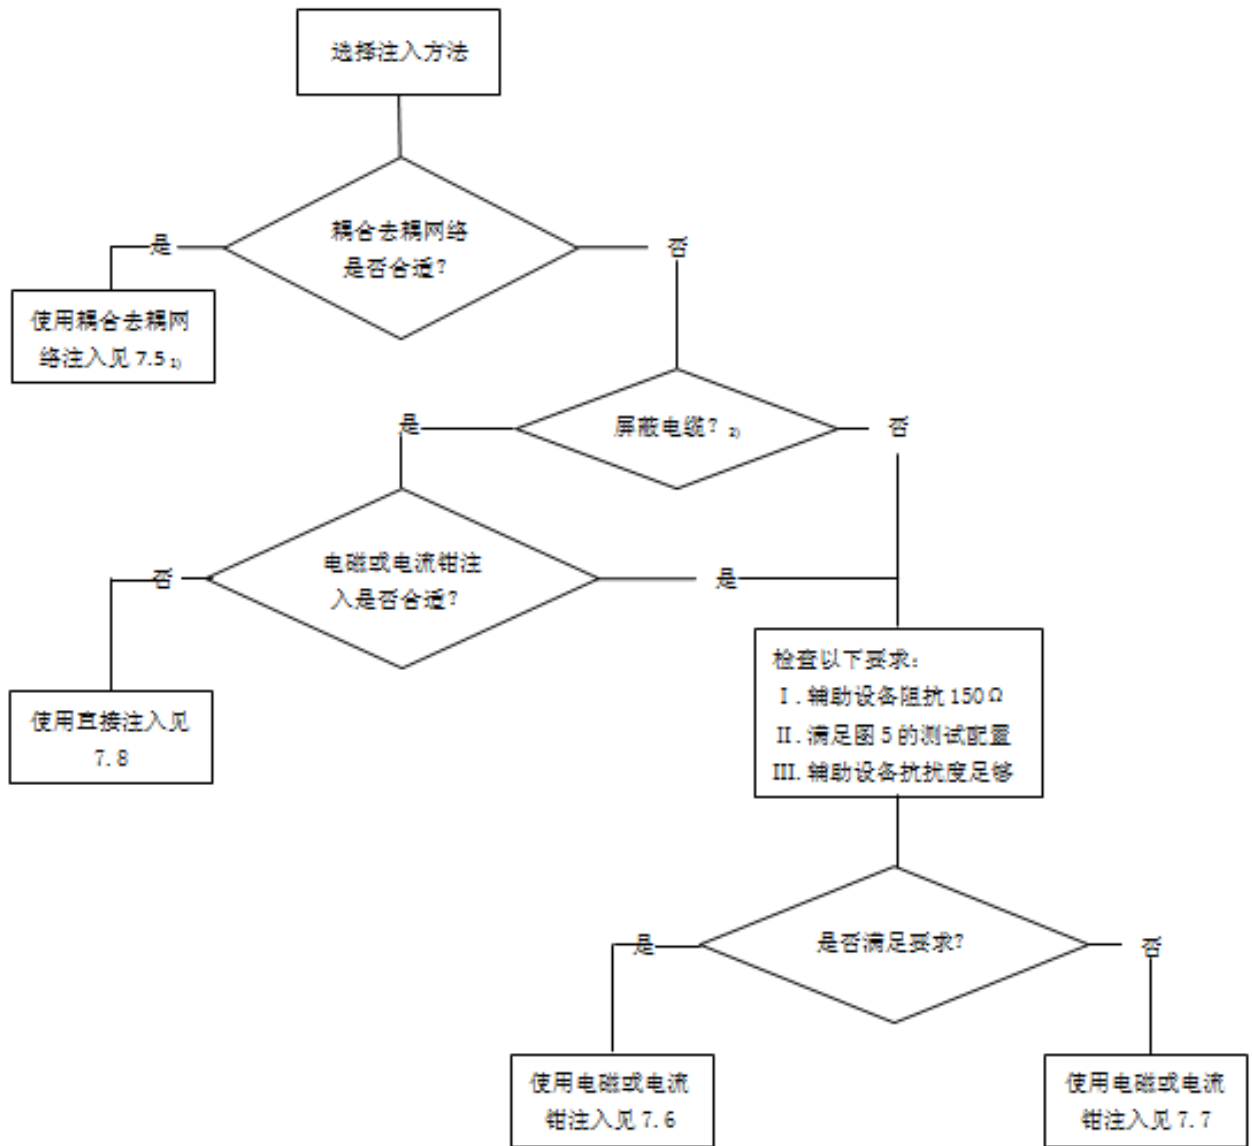 选择注入方法
耦合去耦网络
是否合适？
是
否
使用耦合去耦网
络注入见 7.5 1)
屏蔽电缆？ 2)
是
否
电磁或电流钳注
入是否合适？
否
是
检查以下要求：
Ⅰ. 辅助设备阻抗 150Ω
Ⅱ. 满足图 5 的测试配置
Ⅲ. 辅助设备抗扰度足够
使用直接注入见
7.8
是否满足要求？
是
否
使用电磁或电流
钳注入见 7.6
使用电磁或电流
钳注入见 7.7